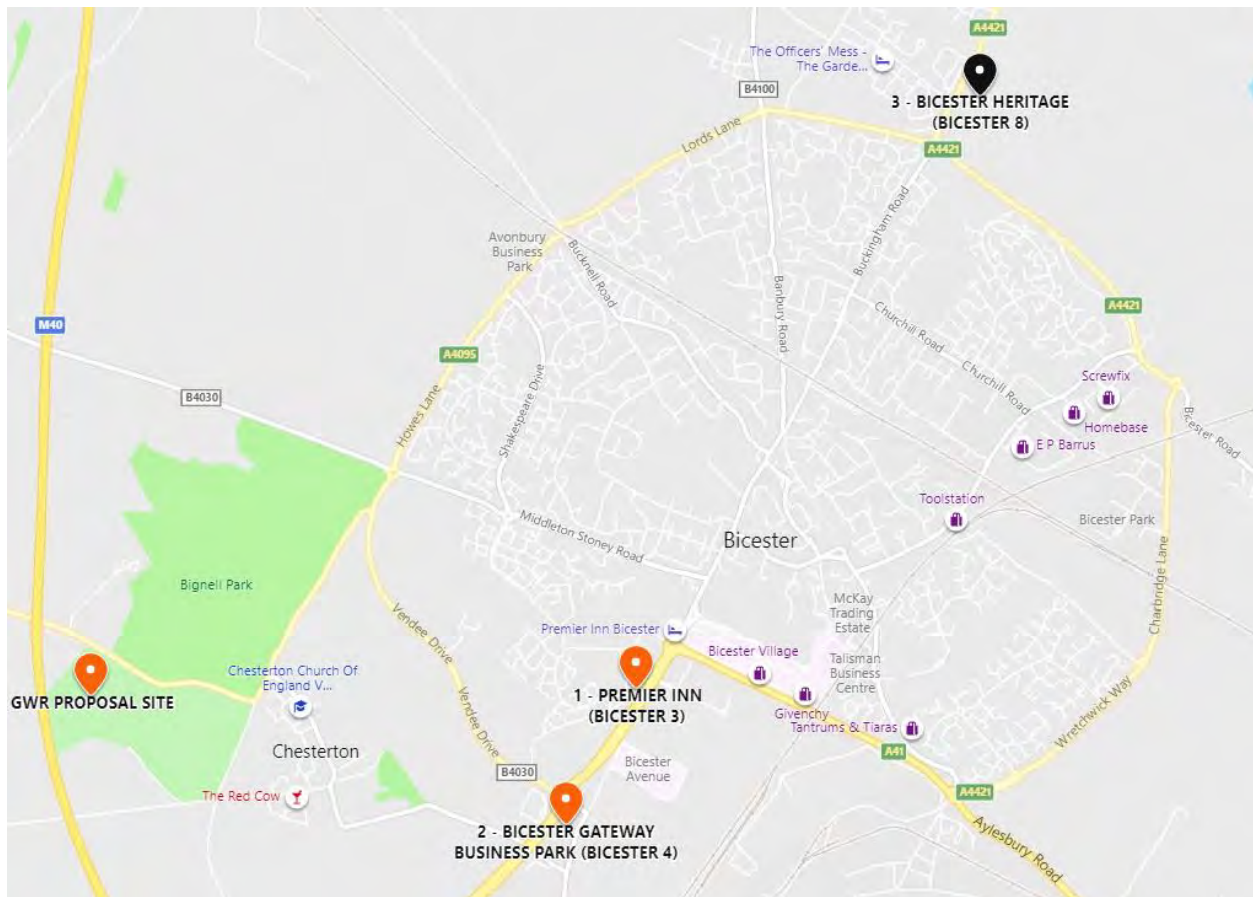 A4421
The Officers' Mess -
The Garde...
B4100
3 - BICESTER HERITAGE
(BICESTER 8)
Lords Lane
A4421
Buckingham Road
Avonbury
Business
Park
Bucknell Road
Banbury Road
Churchill Road
A4421
M40
A4095
Shakespeare Drive
Churchill Road
Screwfix
B4030
Howes Lane
Homebase
Bicester Road
E P Barrus
Toolstation
Middleton Stoney Road
Bicester
Bicester Park
Charbridge Lane
Bignell Park
McKay
Trading
Estate
Vendee Drive
Premier Inn Bicester
Bicester Village
Talisman
Business
Centre
Chesterton Church Of
England V...
GWR PROPOSAL SITE
1 - PREMIER INN
(BICESTER 3)
Givenchy
Tantrums & Tiaras
Wretchwick Way
Vendee Drive
Chesterton
A41
Bicester
Avenue
B4030
The Red Cow
A4421
2 - BICESTER GATEWAY
BUSINESS PARK (BICESTER 4)
Aylesbury Road